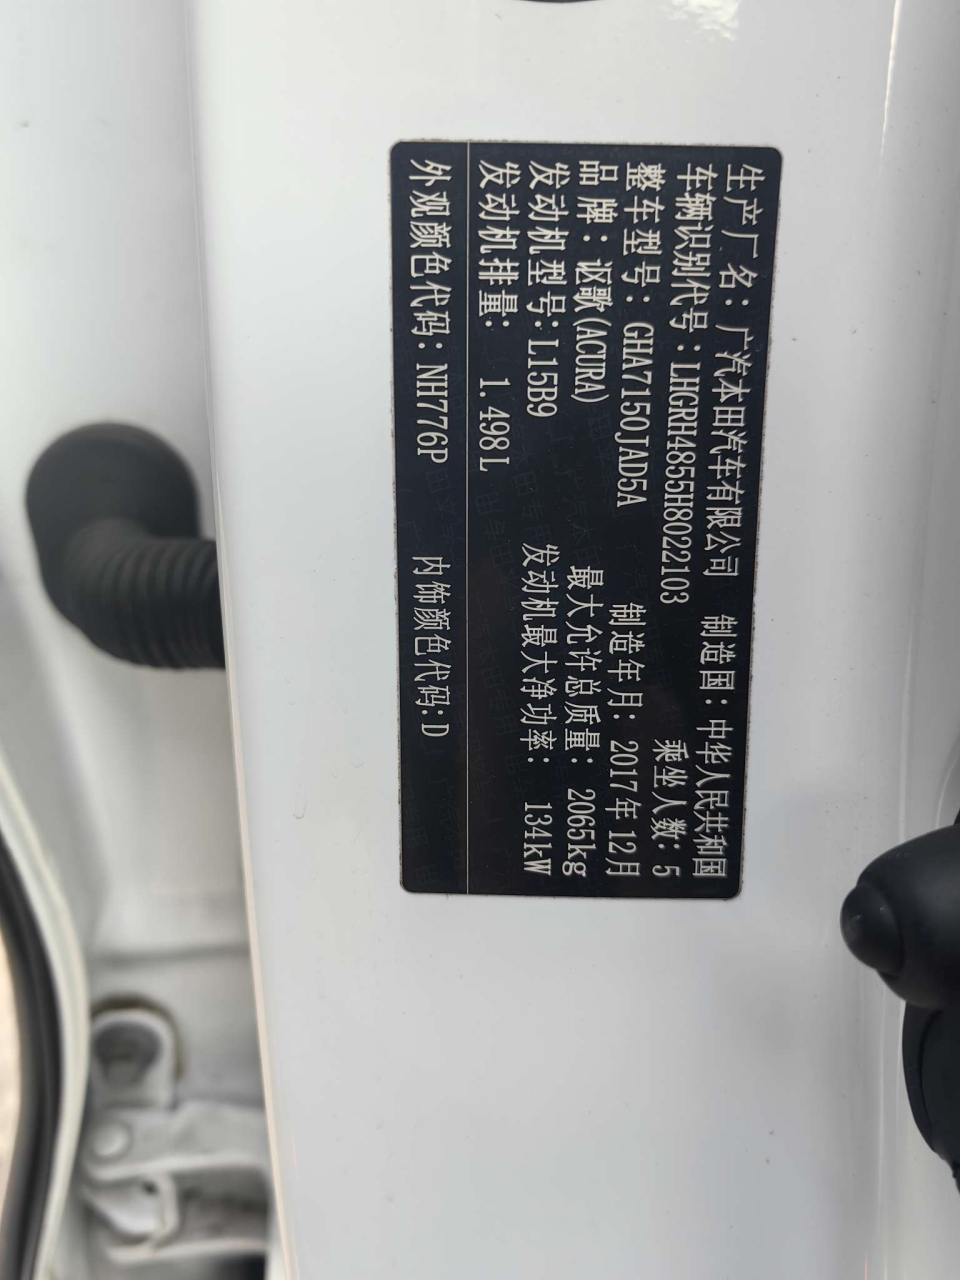 生产厂名：广汽本田汽车有限公司 制造国：中华人民共和国
车辆识别代号：LHGRH4855H8022103 乘坐人数：5
整车型号：GHA7150JAD5A 制造年月：2017年12月
品牌：讴歌(ACURA) 最大允许总质量：2065kg
发动机型号：L15B9 发动机最大净功率：134kW
发动机排量：1.498L
外观颜色代码：NH776P 内饰颜色代码：D